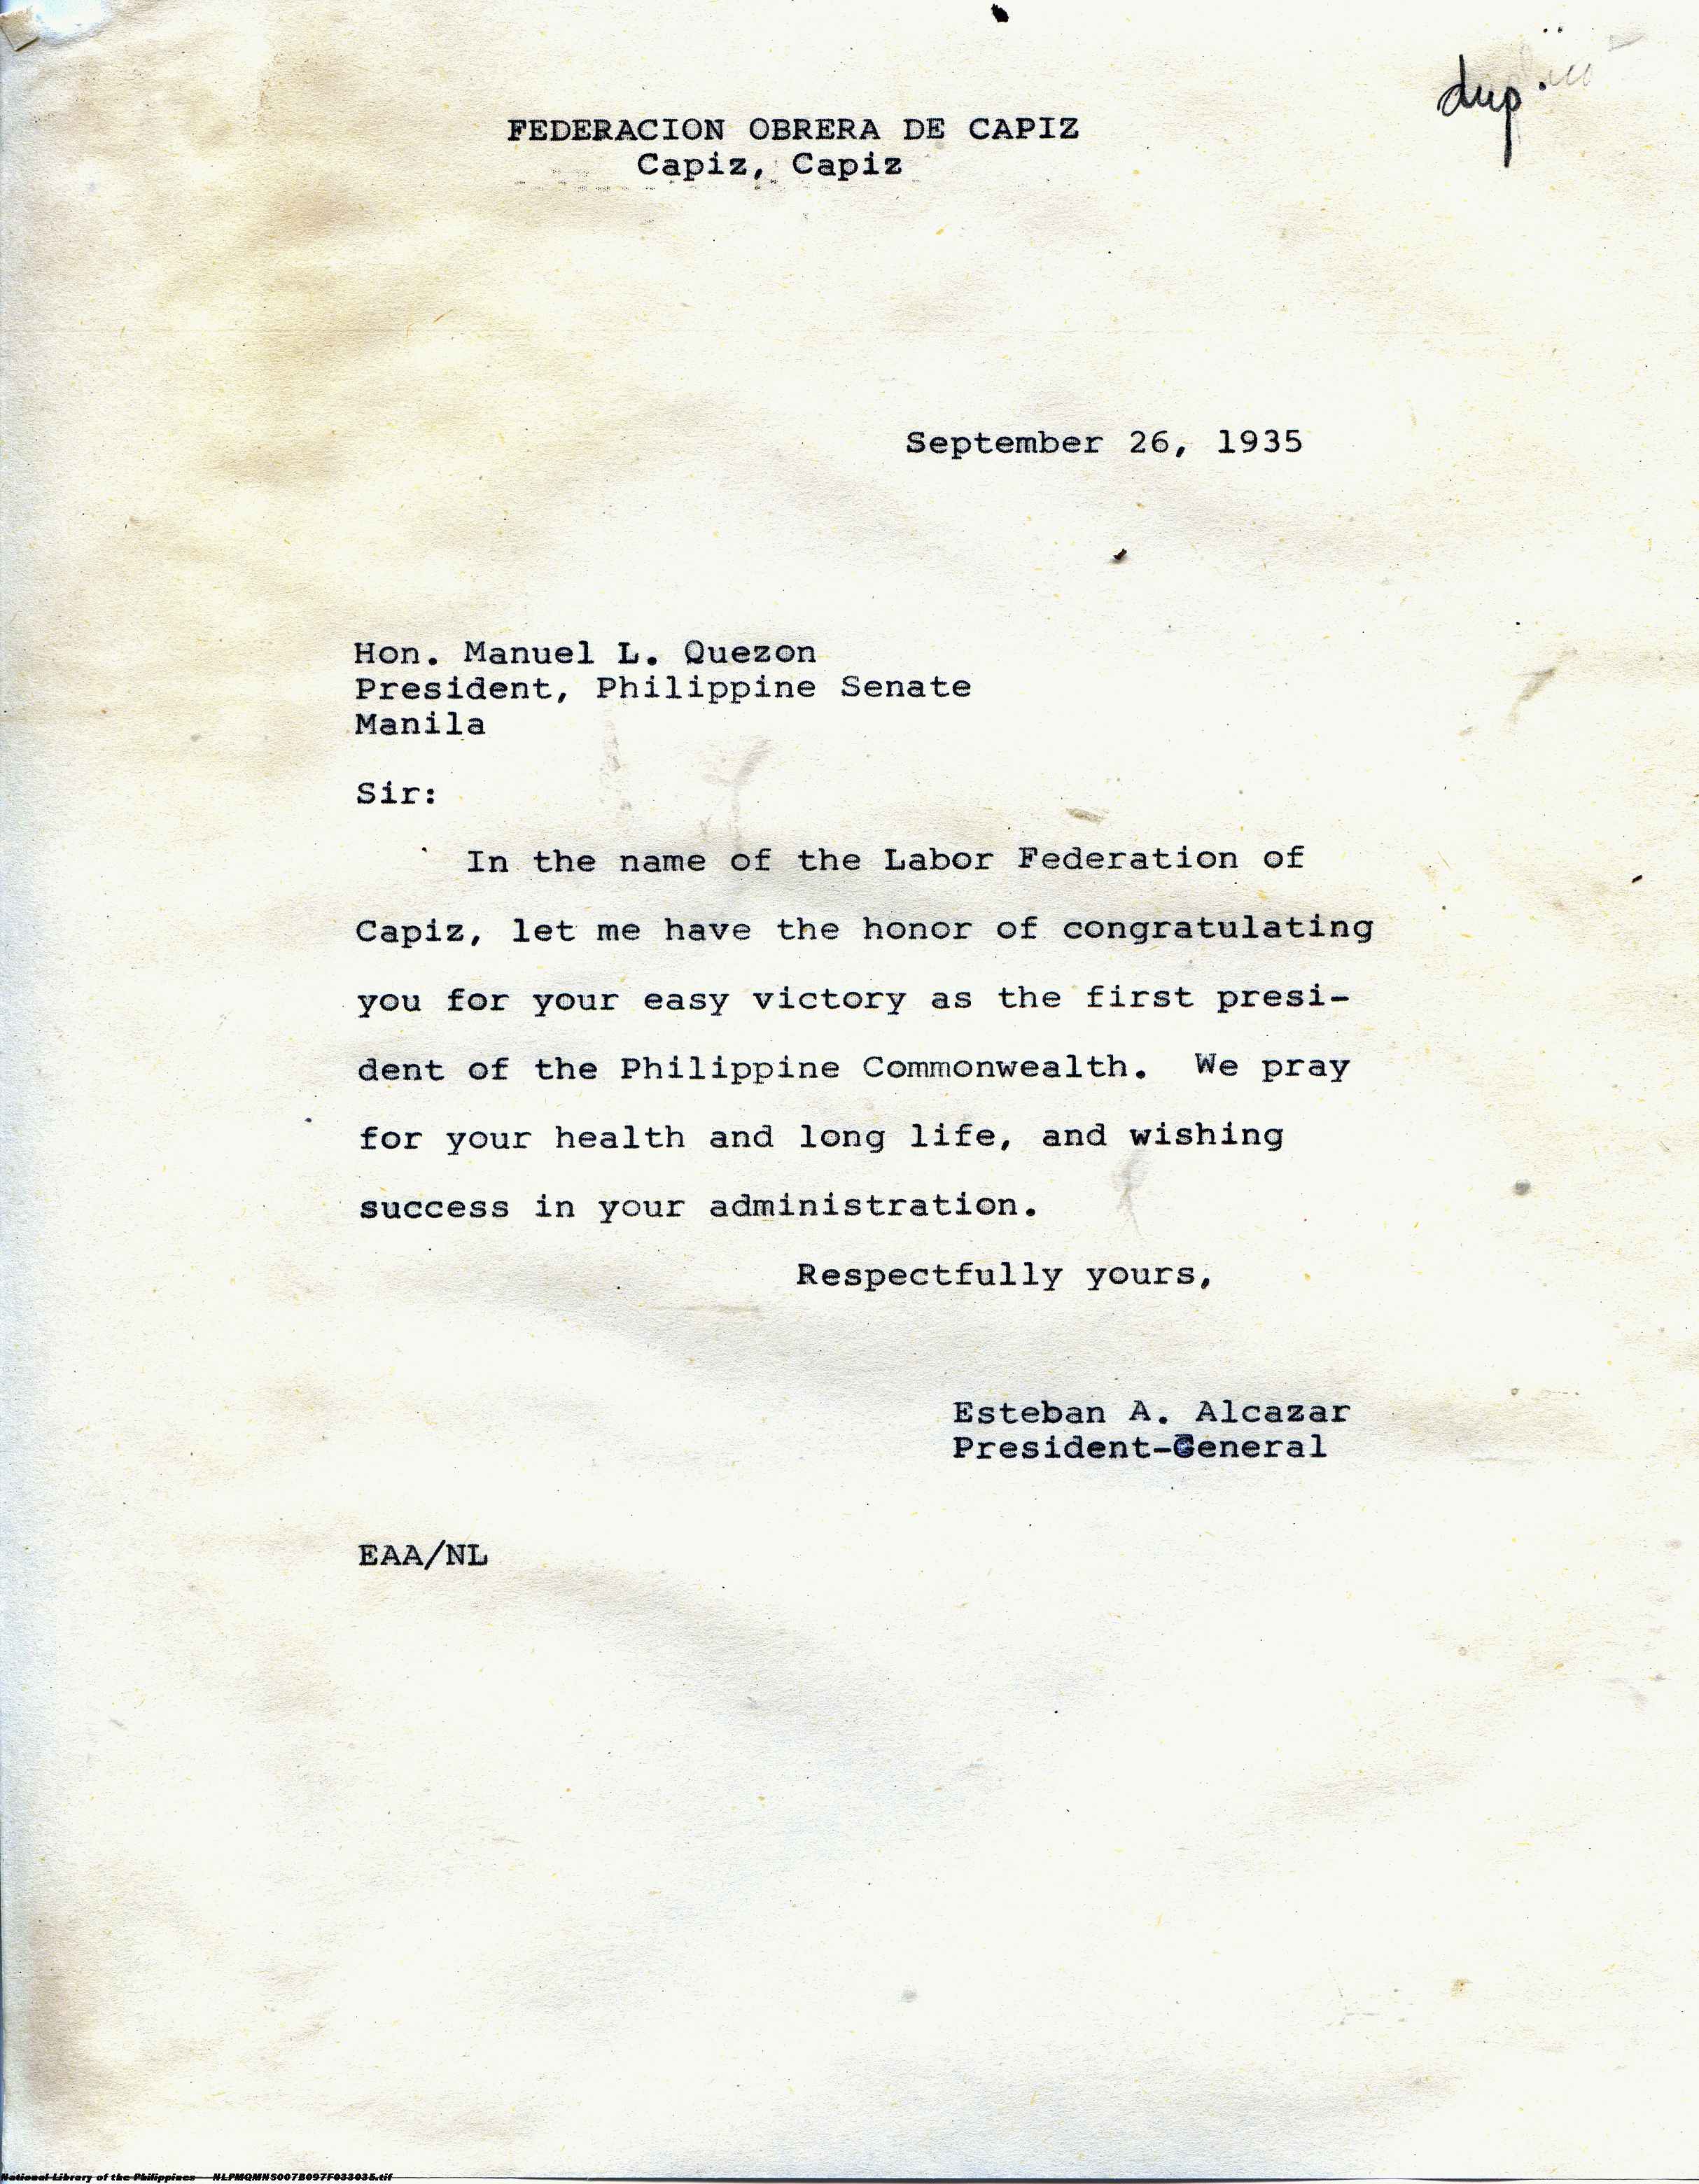 dup.
FEDERACION OBRERA DE CAPIZ
Capiz, Capiz
September 26, 1935
Hon. Manuel L. Quezon
President, Philippine Senate
Manila
Sir:
In the name of the Labor Federation of
Capiz, let me have the honor of congratulating
you for your easy victory as the first presi-
dent of the Philippine Commonwealth. We pray
for your health and long life, and wishing
success in your administration.
Respectfully yours,
Esteban A. Alcazar
President-General
EAA/NL
National Library of the Philippines NLPMQMNS007B097F033035.tif